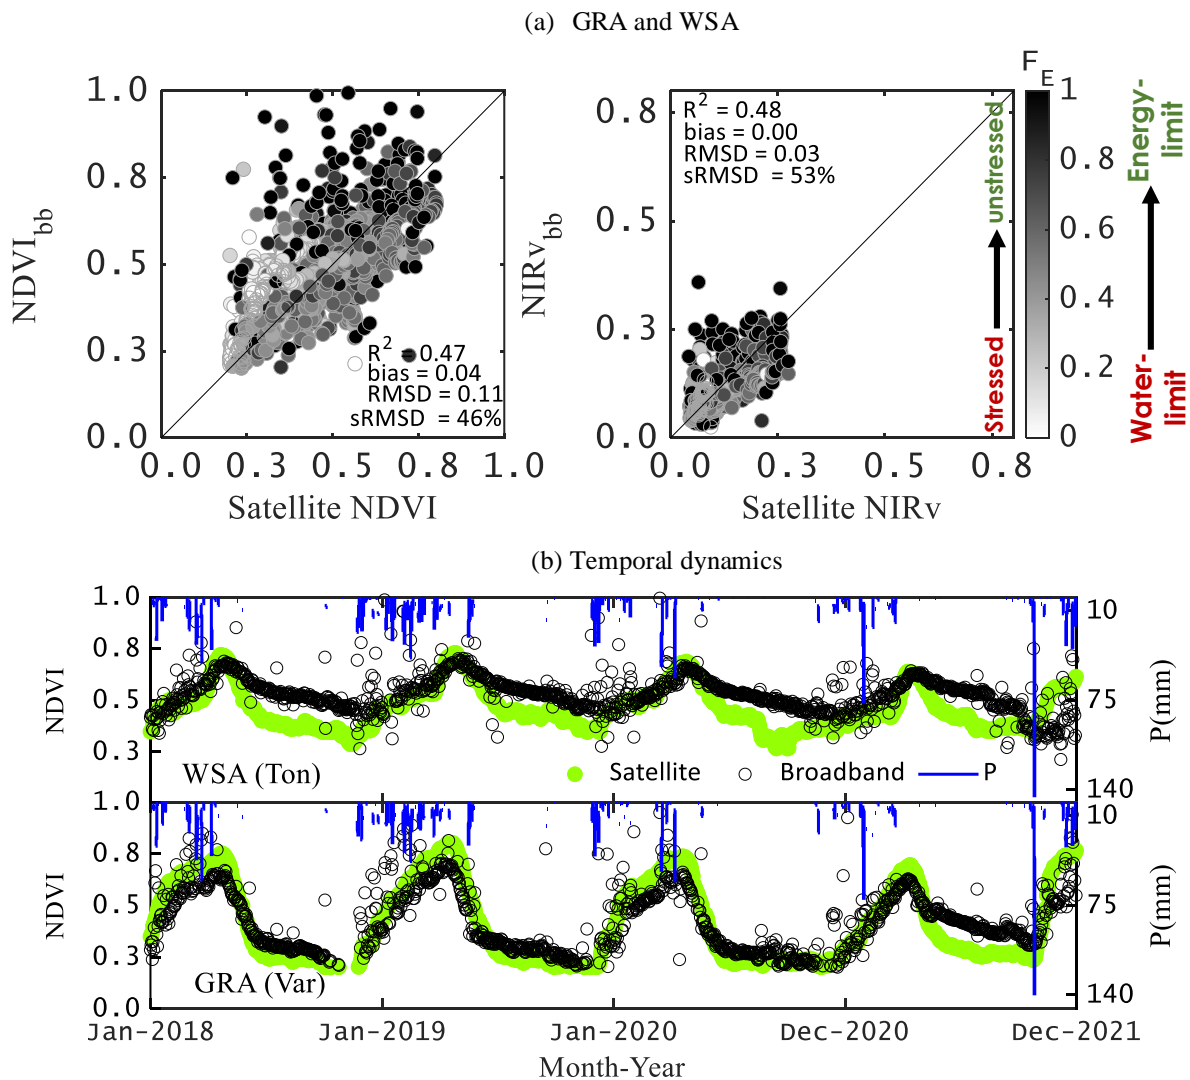 (a) GRA and WSA
NDVI_bb
1.0
0.8
0.5
0.3
0.0
R² = 0.47
bias = 0.04
RMSD = 0.11
sRMSD = 46%
0.0 0.3 0.5 0.8 1.0
Satellite NDVI
NIRv_bb
0.8
0.5
0.3
0.0
R² = 0.48
bias = 0.00
RMSD = 0.03
sRMSD = 53%
0.0 0.3 0.5 0.8
Satellite NIRv
Stressed
unstressed
F_E
1
0.8
0.6
0.4
0.2
0
Water-
limit
Energy-
limit
(b) Temporal dynamics
NDVI
1.0
0.8
0.5
0.3
WSA (Ton)
Satellite Broadband P
10
75
140
P(mm)
NDVI
1.0
0.8
0.5
0.3
0.0
GRA (Var)
10
75
140
P(mm)
Jan-2018 Jan-2019 Jan-2020 Dec-2020 Dec-2021
Month-Year